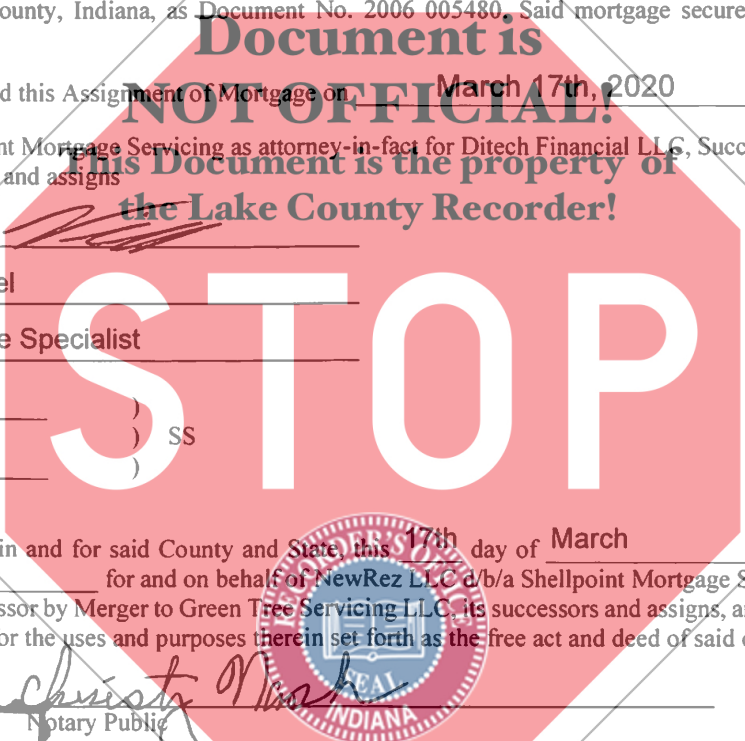 ounty, Indiana, as Document No. 2006 005480. Said mortgage secure
Document is
d this Assignment of Mortgage on March 17th, 2020
NOT OFFICIAL!
nt Mortgage Servicing as attorney-in-fact for Ditech Financial LLC, Succ
This Document is the property of
and assigns
the Lake County Recorder!
el
STOP
e Specialist
)
) SS
)
in and for said County and State, this 17th day of March
for and on behalf of NewRez LLC d/b/a Shellpoint Mortgage S
ssor by Merger to Green Tree Servicing LLC, its successors and assigns, a
or the uses and purposes therein set forth as the free act and deed of said
RECORDER'S OFFICE
SEAL
INDIANA
Christy
Notary Public